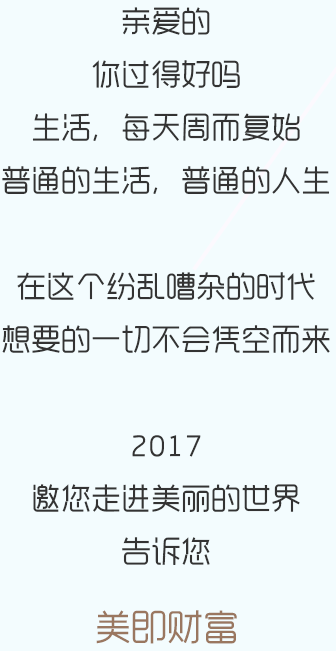 亲爱的
你过得好吗
生活，每天周而复始
普通的生活，普通的人生
在这个纷乱嘈杂的时代
想要的一切不会凭空而来
2017
邀您走进美丽的世界
告诉您
美即财富